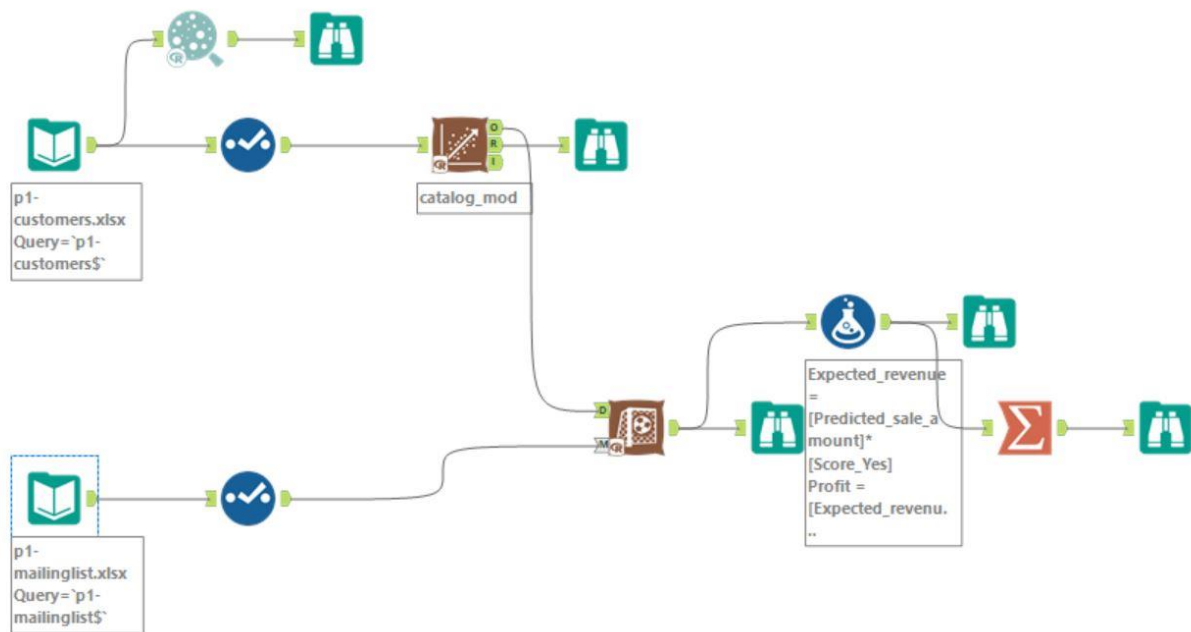 O
R
I
R
R
p1-
customers.xlsx
Query=`p1-
customers$`
catalog_mod
Expected_revenue
=
[Predicted_sale_a
mount]*
[Score_Yes]
Profit =
[Expected_revenu.
..
D
M
R
p1-
mailinglist.xlsx
Query=`p1-
mailinglist$`